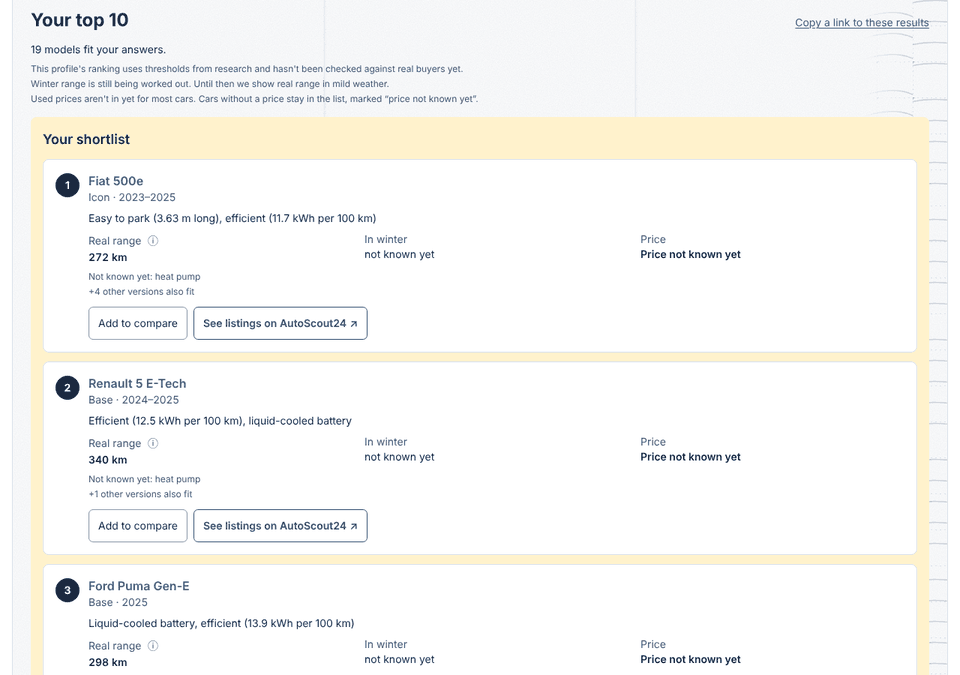 Your top 10
Copy a link to these results
19 models fit your answers.
This profile's ranking uses thresholds from research and hasn't been checked against real buyers yet.
Winter range is still being worked out. Until then we show real range in mild weather.
Used prices aren't in yet for most cars. Cars without a price stay in the list, marked “price not known yet”.
Your shortlist
1
Fiat 500e
Icon · 2023–2025
Easy to park (3.63 m long), efficient (11.7 kWh per 100 km)
Real range ⓘ
272 km
In winter
not known yet
Price
Price not known yet
Not known yet: heat pump
+4 other versions also fit
Add to compare
See listings on AutoScout24 ↗
2
Renault 5 E-Tech
Base · 2024–2025
Efficient (12.5 kWh per 100 km), liquid-cooled battery
Real range ⓘ
340 km
In winter
not known yet
Price
Price not known yet
Not known yet: heat pump
+1 other versions also fit
Add to compare
See listings on AutoScout24 ↗
3
Ford Puma Gen-E
Base · 2025
Liquid-cooled battery, efficient (13.9 kWh per 100 km)
Real range ⓘ
298 km
In winter
not known yet
Price
Price not known yet